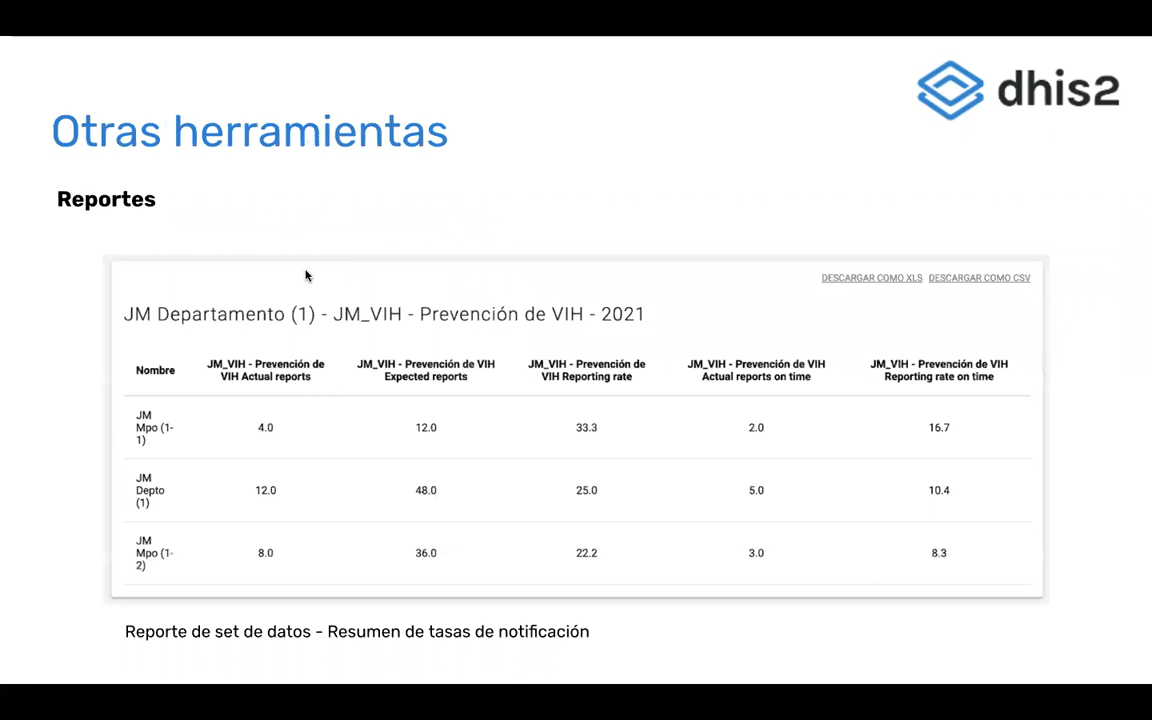 dhis2
Otras herramientas
Reportes
DESCARGAR COMO XLS DESCARGAR COMO CSV
JM Departamento (1) - JM_VIH - Prevención de VIH - 2021
Nombre
JM_VIH - Prevención de
VIH Actual reports
JM_VIH - Prevención de VIH
Expected reports
JM_VIH - Prevención de
VIH Reporting rate
JM_VIH - Prevención de VIH
Actual reports on time
JM_VIH - Prevención de VIH
Reporting rate on time
JM
Mpo (1-
1)
4.0 12.0 33.3 2.0 16.7
JM
Depto
(1)
12.0 48.0 25.0 5.0 10.4
JM
Mpo (1-
2)
8.0 36.0 22.2 3.0 8.3
Reporte de set de datos - Resumen de tasas de notificación